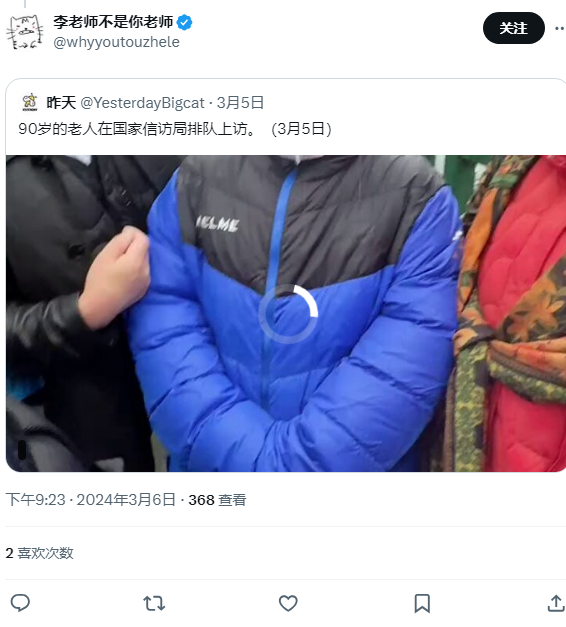 李老师不是你老师
@whyyoutouzhele
关注
昨天 @YesterdayBigcat · 3月5日
90岁的老人在国家信访局排队上访。（3月5日）
KELME
下午9:23 · 2024年3月6日 · 368 查看
2 喜欢次数